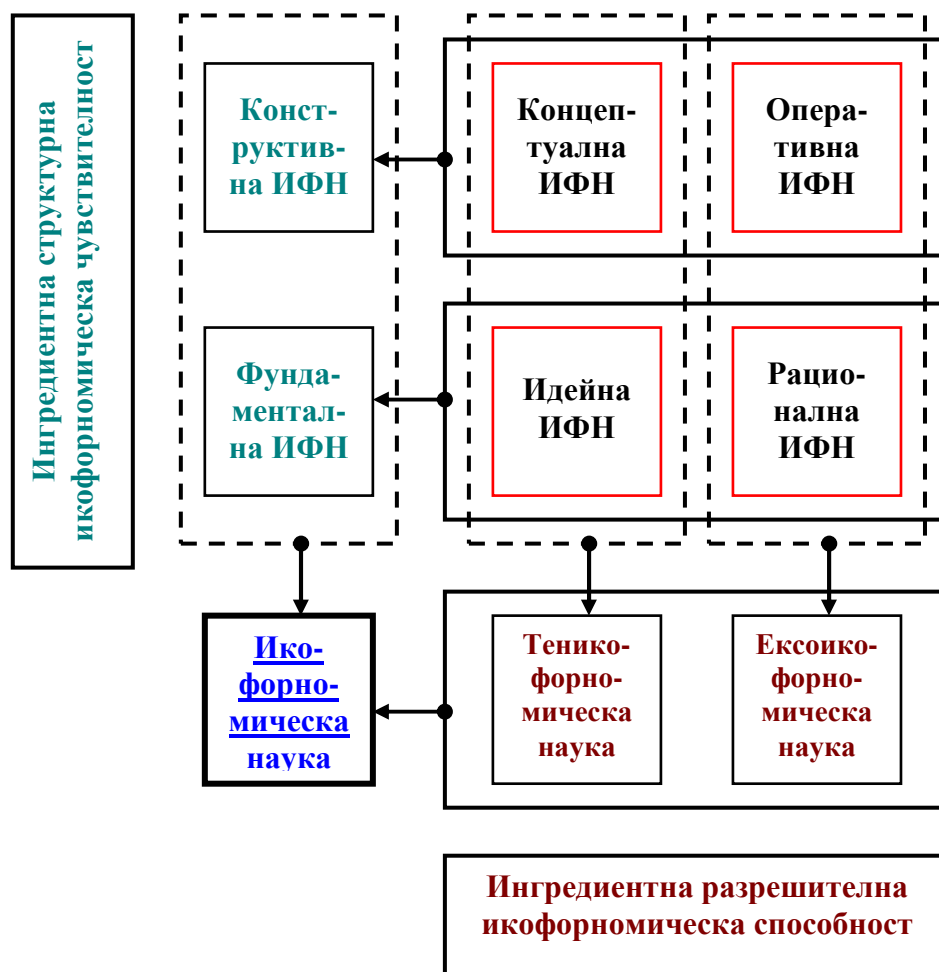 Ингредиентна структурна
икофорномическа чувствителност
Конст-
руктив-
на ИФН
Концеп-
туална
ИФН
Опера-
тивна
ИФН
Фунда-
ментал-
на ИФН
Идейна
ИФН
Рацио-
нална
ИФН
Ико-
форно-
мическа
наука
Тенико-
форно-
мическа
наука
Ексоико-
форно-
мическа
наука
Ингредиентна разрешителна
икофорномическа способност